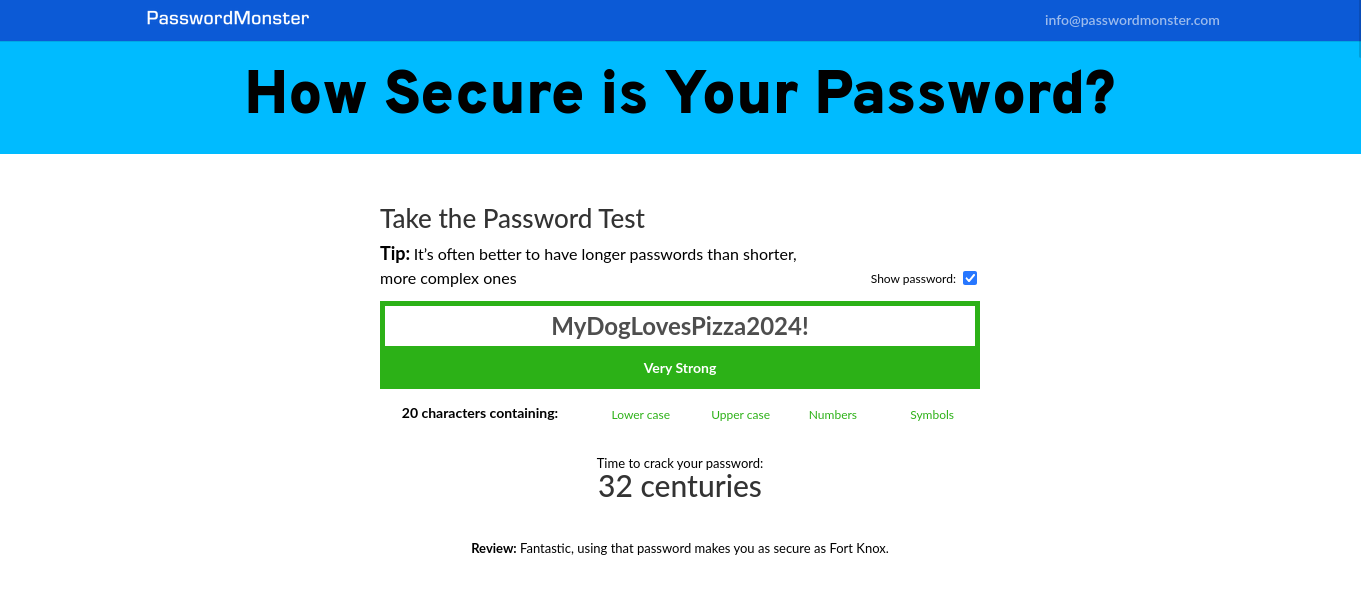 PasswordMonster
info@passwordmonster.com
How Secure is Your Password?
Take the Password Test
Tip: It’s often better to have longer passwords than shorter,
more complex ones
Show password:
MyDogLovesPizza2024!
Very Strong
20 characters containing: Lower case Upper case Numbers Symbols
Time to crack your password:
32 centuries
Review: Fantastic, using that password makes you as secure as Fort Knox.